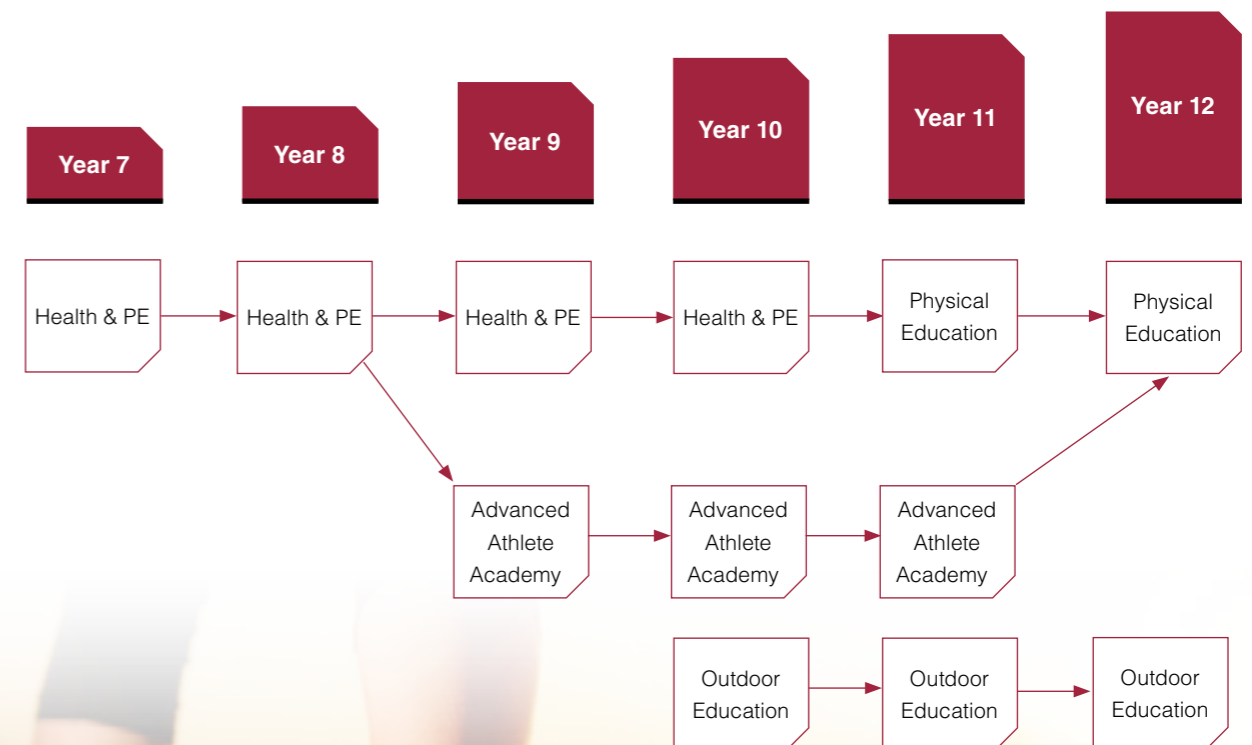 Year 7
Year 8
Year 9
Year 10
Year 11
Year 12
Health & PE
Health & PE
Health & PE
Health & PE
Physical
Education
Physical
Education
Advanced
Athlete
Academy
Advanced
Athlete
Academy
Advanced
Athlete
Academy
Outdoor
Education
Outdoor
Education
Outdoor
Education